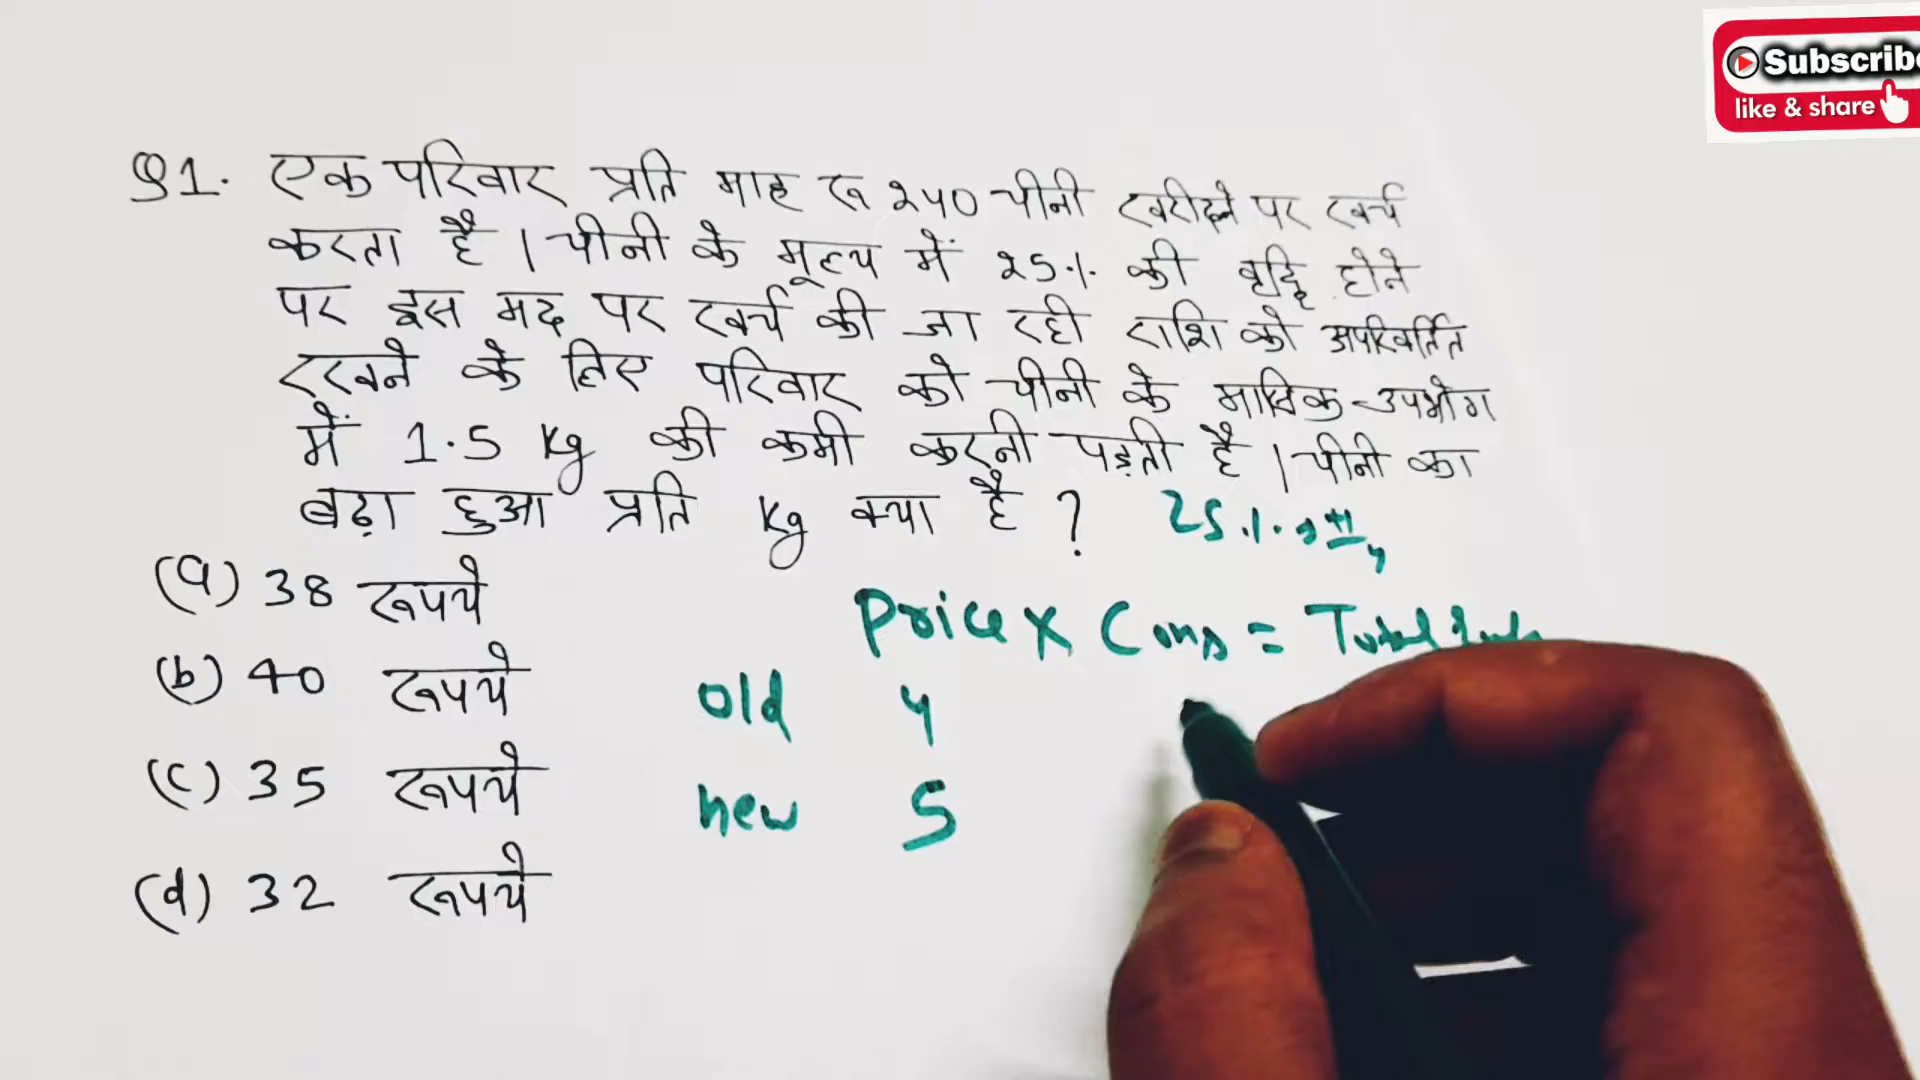 Q1. एक परिवार प्रति माह रू २५० चीनी खरीदने पर खर्च
करता है। चीनी के मूल्य में २5% की वृद्धि होने
पर इस मद पर खर्च की जा रही राशि को अपरिवर्तित
रखने के लिए परिवार को चीनी के मासिक उपभोग
में 1.5 Kg की कमी करनी पड़ती है। चीनी का
बढ़ा हुआ प्रति Kg क्या है ?
25%
(a) 38 रूपये
Price X Cons = Total
(b) 40 रूपये
old 4
(c) 35 रूपये
new 5
(d) 32 रूपये
Subscribe
like & share